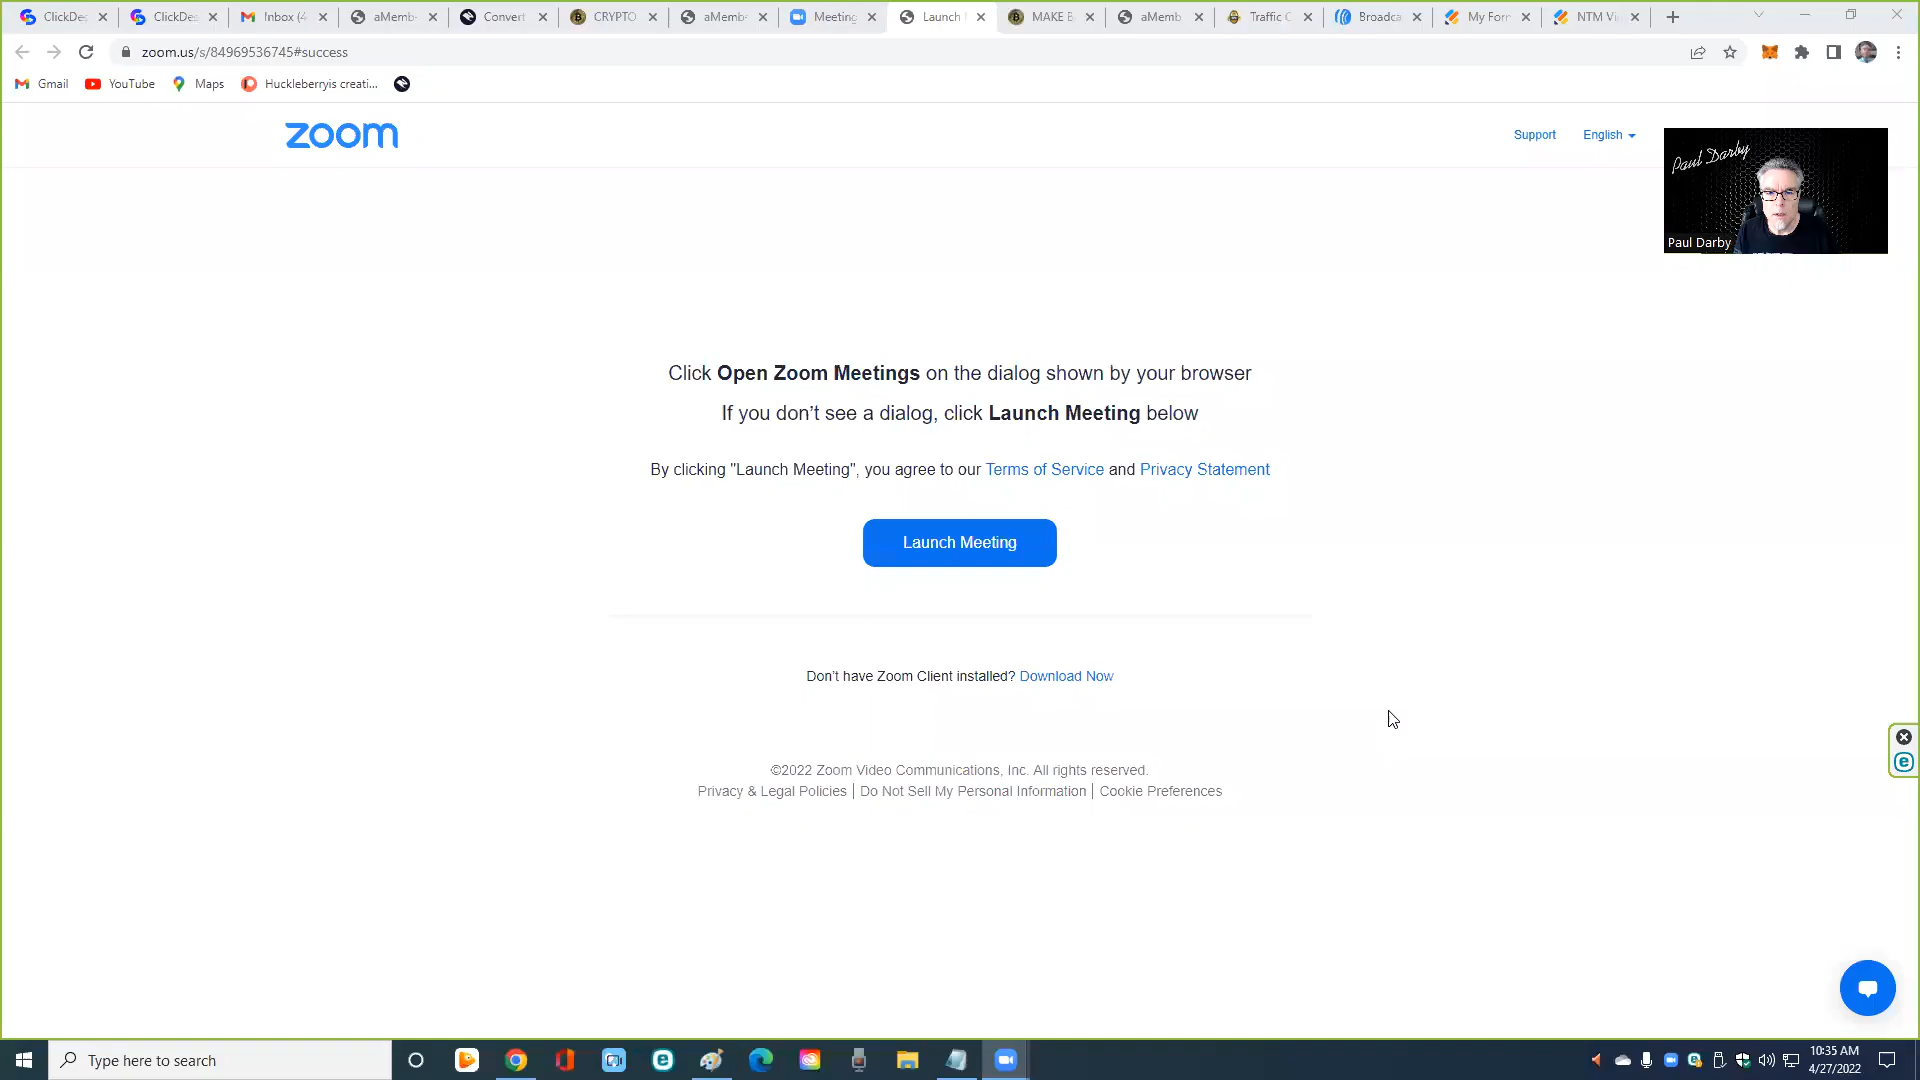 ClickDes
ClickDes
Inbox (4
aMemb
Convert
CRYPTO
aMemb
Meeting
Launch
MAKE B
aMemb
Traffic C
Broadca
My Forr
NTM Vi
zoom.us/s/84969536745#success
Gmail
YouTube
Maps
Huckleberryis creati...
zoom
Support
English
Paul Darby
Paul Darby
Click Open Zoom Meetings on the dialog shown by your browser
If you don't see a dialog, click Launch Meeting below
By clicking "Launch Meeting", you agree to our Terms of Service and Privacy Statement
Launch Meeting
Don't have Zoom Client installed? Download Now
©2022 Zoom Video Communications, Inc. All rights reserved.
Privacy & Legal Policies | Do Not Sell My Personal Information | Cookie Preferences
Type here to search
10:35 AM
4/27/2022